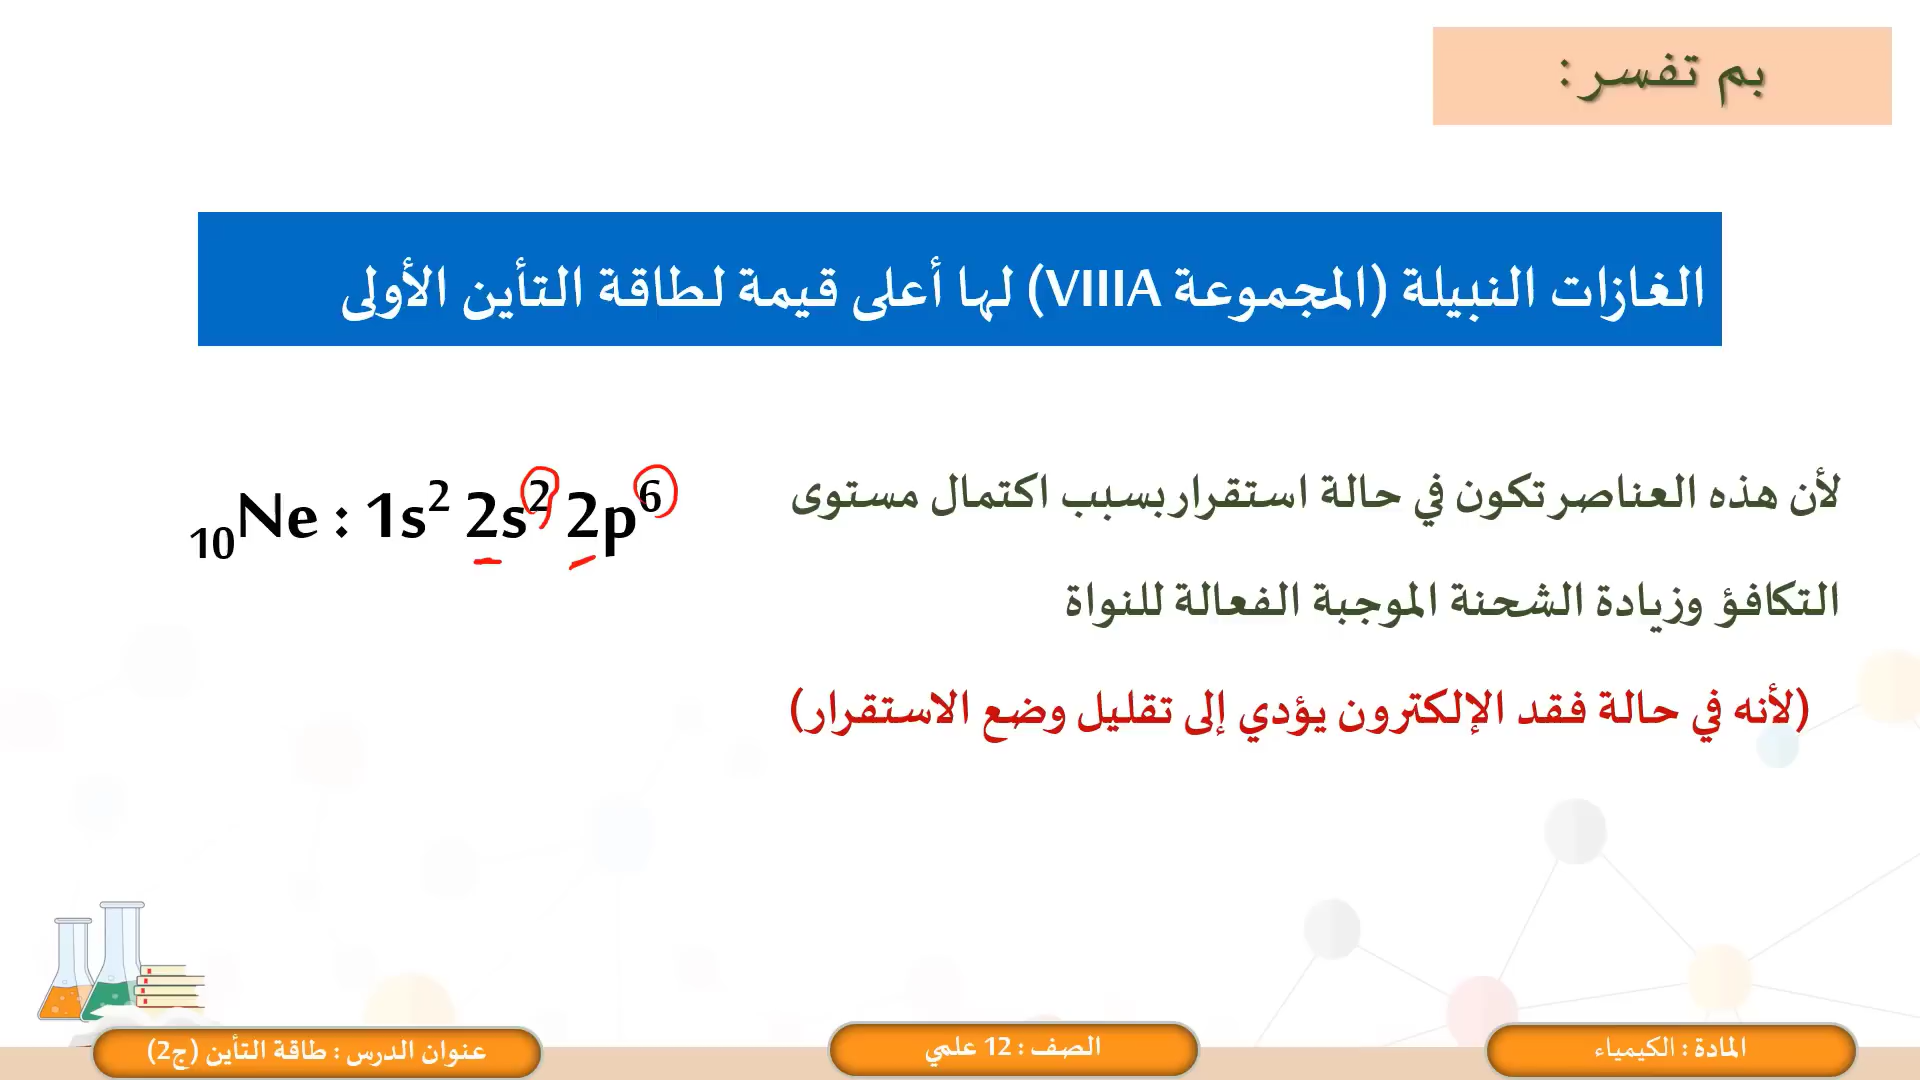 بم تفسر :
الغازات النبيلة (المجموعة VIIIA) لها أعلى قيمة لطاقة التأين الأولى
لأن هذه العناصر تكون في حالة استقرار بسبب اكتمال مستوى
التكافؤ وزيادة الشحنة الموجبة الفعالة للنواة
(لأنه في حالة فقد الإلكترون يؤدي إلى تقليل وضع الاستقرار)
₁₀Ne : 1s² 2s² 2p⁶
المادة : الكيمياء
الصف : 12 علمي
عنوان الدرس : طاقة التأين (ج2)